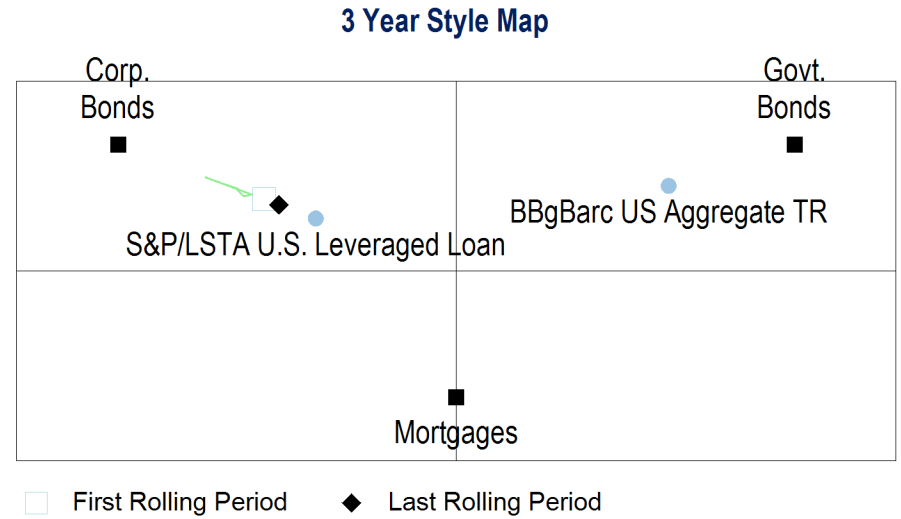 3 Year Style Map
Corp.
Bonds
Govt.
Bonds
BBgBarc US Aggregate TR
S&P/LSTA U.S. Leveraged Loan
Mortgages
First Rolling Period
Last Rolling Period